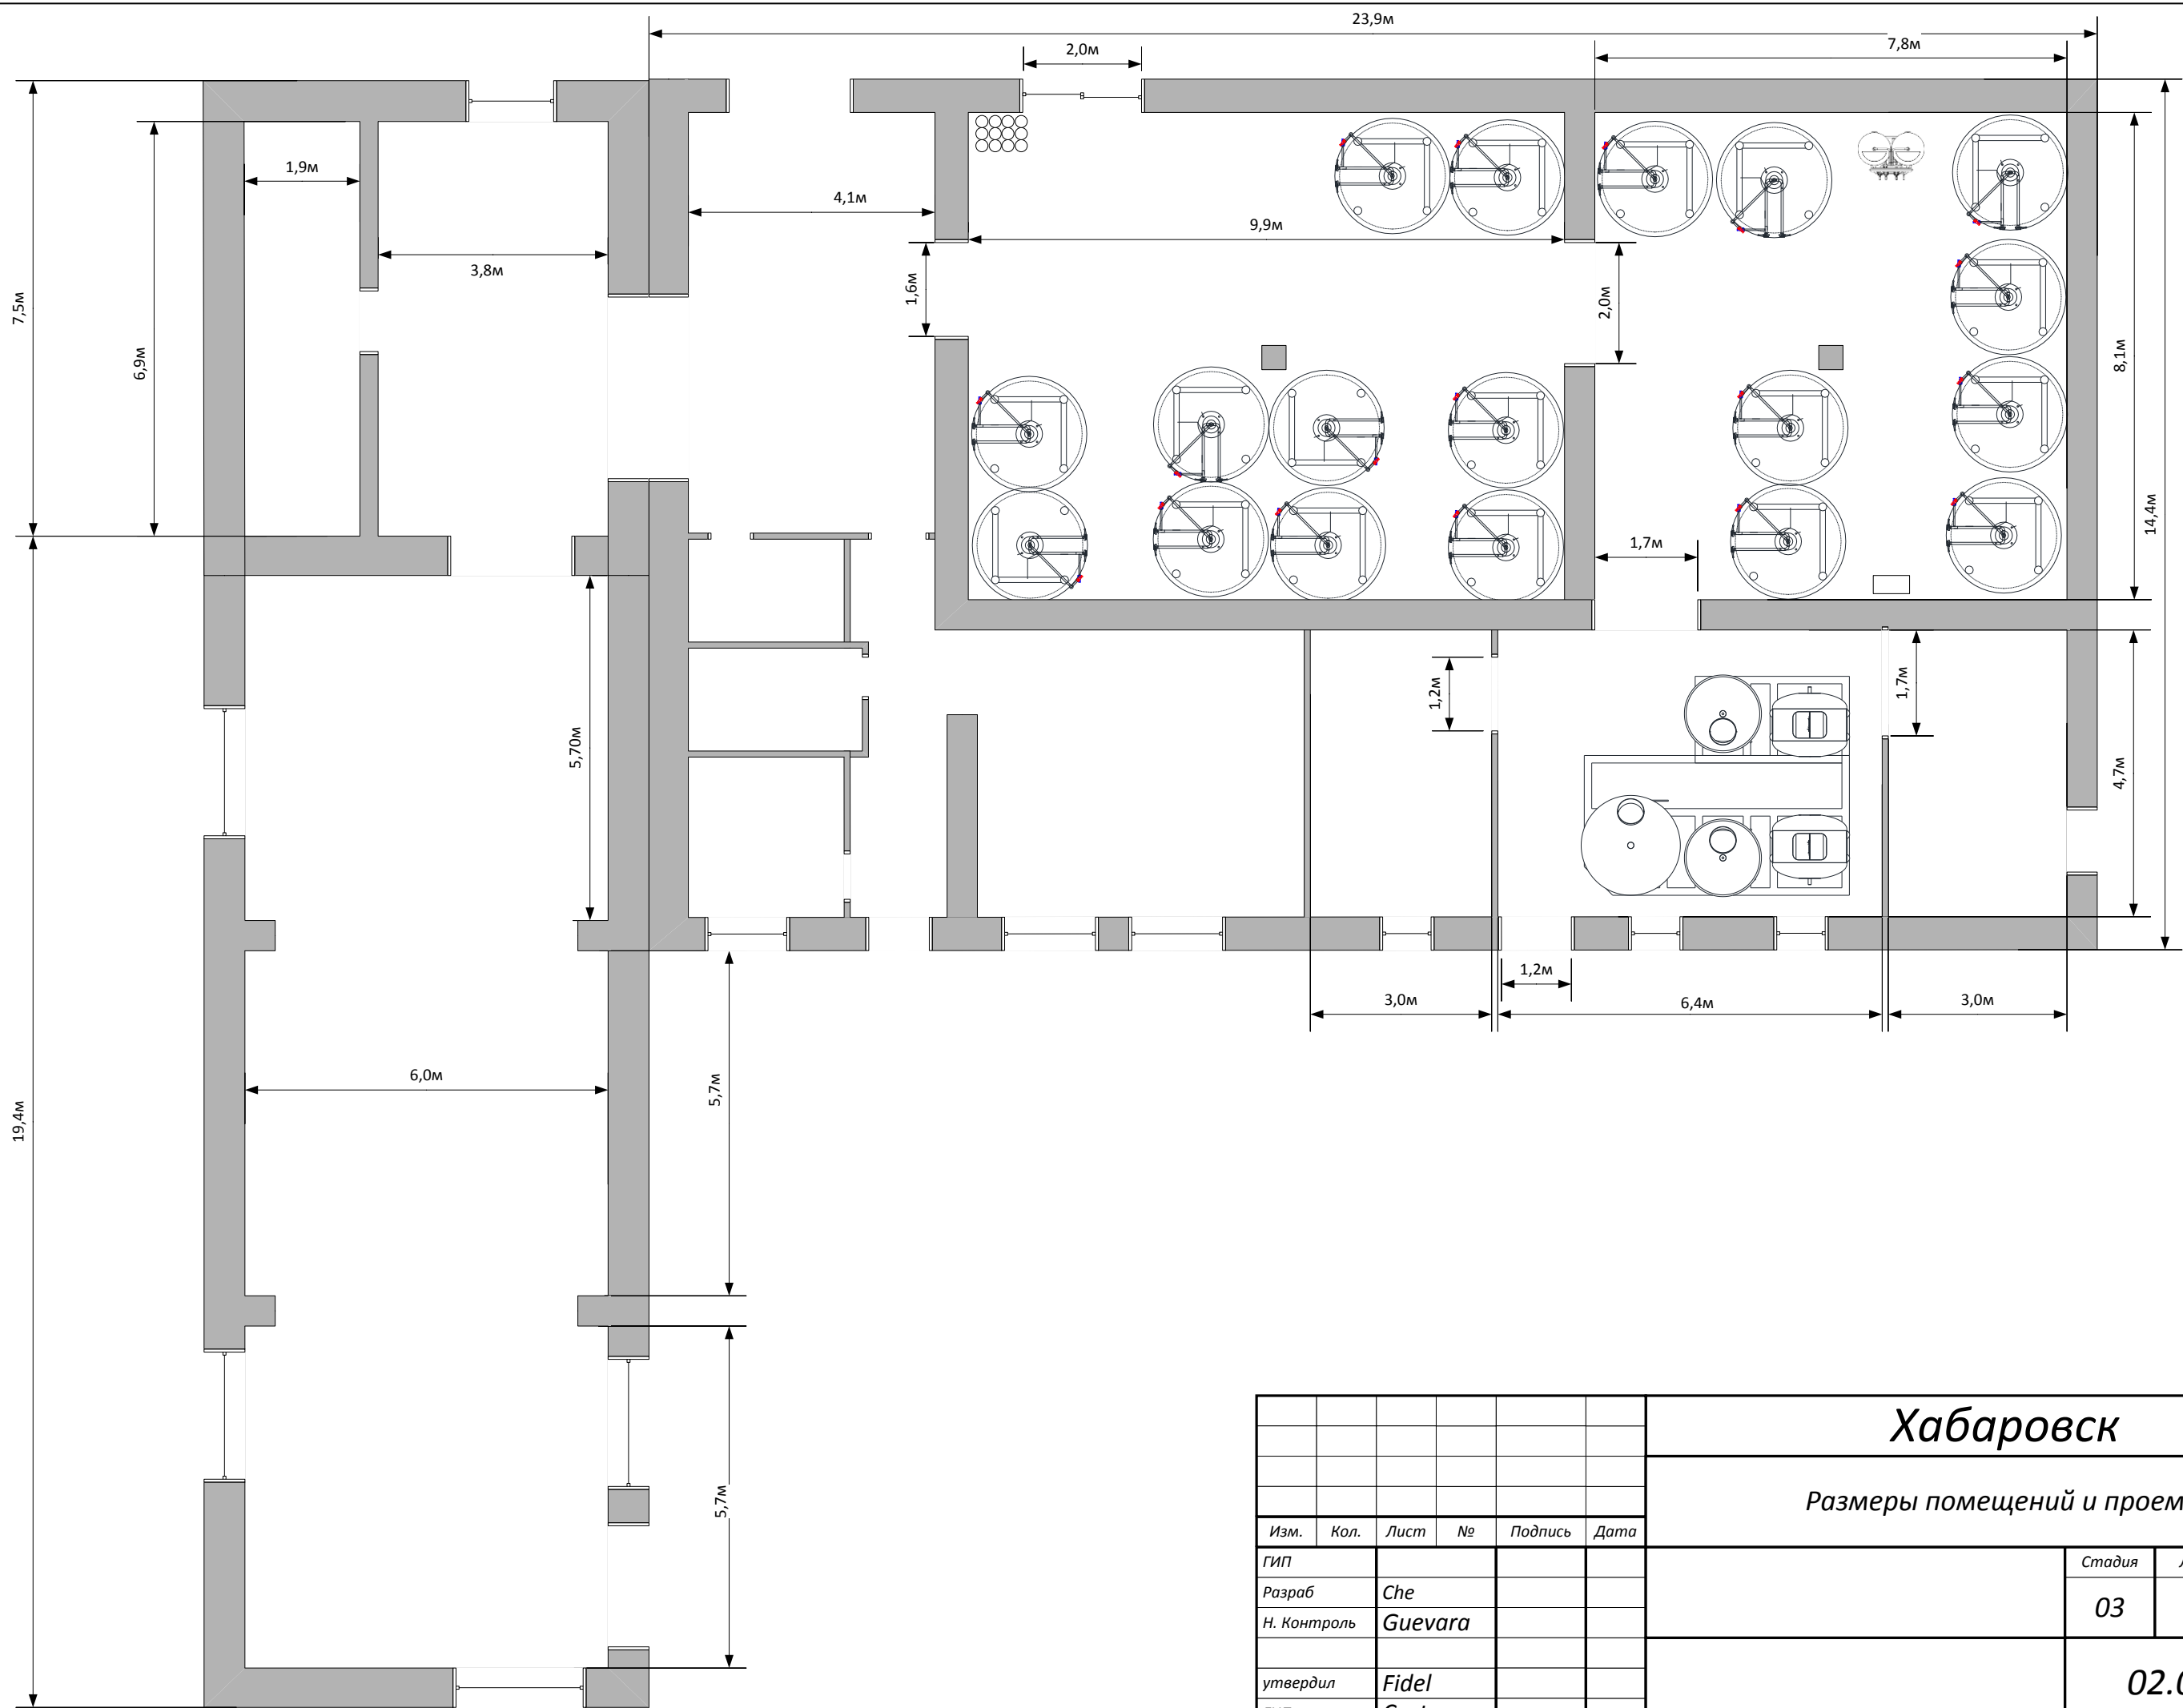 23,9м
2,0м
7,8м
1,9м
4,1м
9,9м
3,8м
7,5м
6,9м
1,6м
2,0м
8,1м
14,4м
1,7м
5,70м
1,2м
1,7м
4,7м
1,2м
3,0м
6,4м
3,0м
6,0м
5,7м
19,4м
5,7м
Хабаровск
Размеры помещений и проем
Изм. Кол. Лист № Подпись Дата
ГИП
Стадия
Разраб Che
03
Н. Контроль Guevara
утвердил Fidel
02.